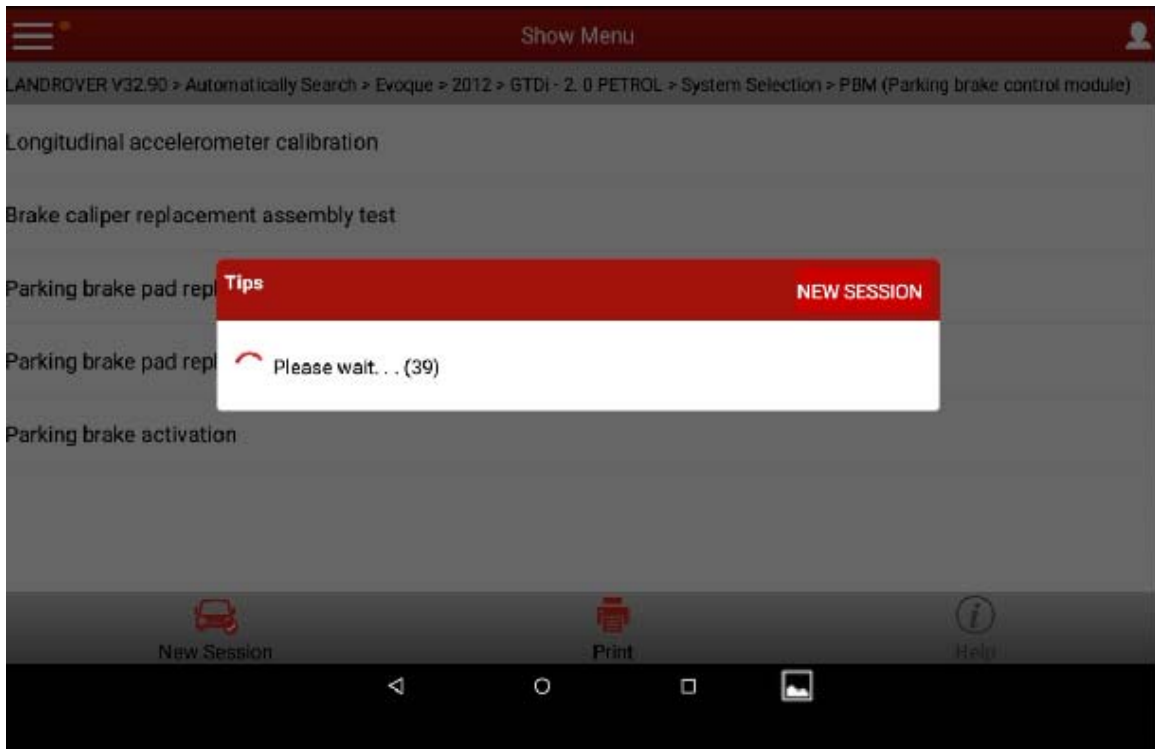 Show Menu
LANDROVER V32.90 > Automatically Search > Evoque > 2012 > GTDi - 2. 0 PETROL > System Selection > PBM (Parking brake control module)
Longitudinal accelerometer calibration
Brake caliper replacement assembly test
Parking brake pad repl
Tips
NEW SESSION
Please wait. . . (39)
Parking brake pad repl
Parking brake activation
New Session
Print
Help